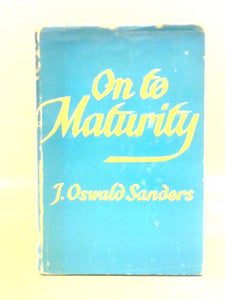 On to
Maturity
J. Oswald Sanders